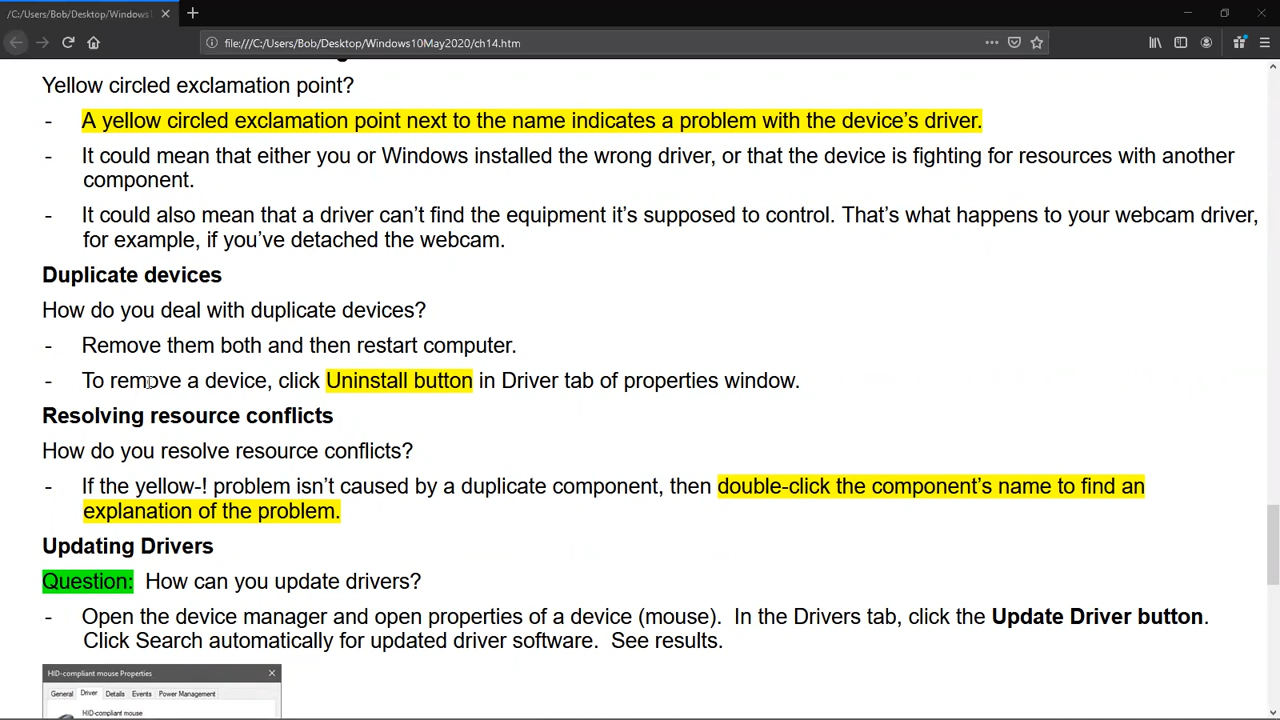 /C:/Users/Bob/Desktop/Windows1
file:///C:/Users/Bob/Desktop/Windows10May2020/ch14.htm
Yellow circled exclamation point?
- A yellow circled exclamation point next to the name indicates a problem with the device’s driver.
- It could mean that either you or Windows installed the wrong driver, or that the device is fighting for resources with another
component.
- It could also mean that a driver can’t find the equipment it’s supposed to control. That’s what happens to your webcam driver,
for example, if you’ve detached the webcam.
Duplicate devices
How do you deal with duplicate devices?
- Remove them both and then restart computer.
- To remove a device, click Uninstall button in Driver tab of properties window.
Resolving resource conflicts
How do you resolve resource conflicts?
- If the yellow-! problem isn’t caused by a duplicate component, then double-click the component’s name to find an
explanation of the problem.
Updating Drivers
Question: How can you update drivers?
- Open the device manager and open properties of a device (mouse). In the Drivers tab, click the Update Driver button.
Click Search automatically for updated driver software. See results.
HID-compliant mouse Properties
General Driver Details Events Power Management
HID-compliant mouse